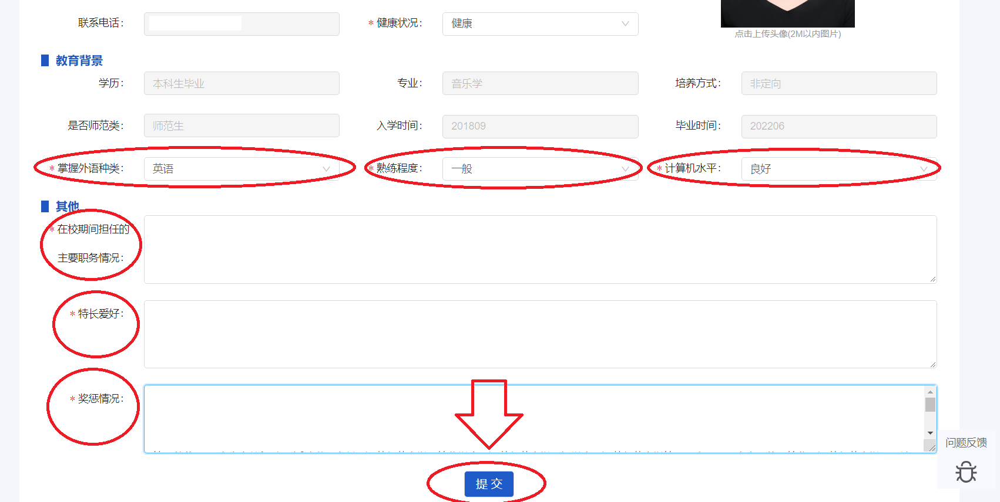 联系电话：
* 健康状况： 健康
点击上传头像(2M以内图片)
教育背景
学历： 本科生毕业 专业： 音乐学 培养方式： 非定向
是否师范类： 师范生 入学时间： 201809 毕业时间： 202206
* 掌握外语种类： 英语 * 熟练程度： 一般 * 计算机水平： 良好
其他
* 在校期间担任的
主要职务情况：
* 特长爱好：
* 奖惩情况：
问题反馈
提 交